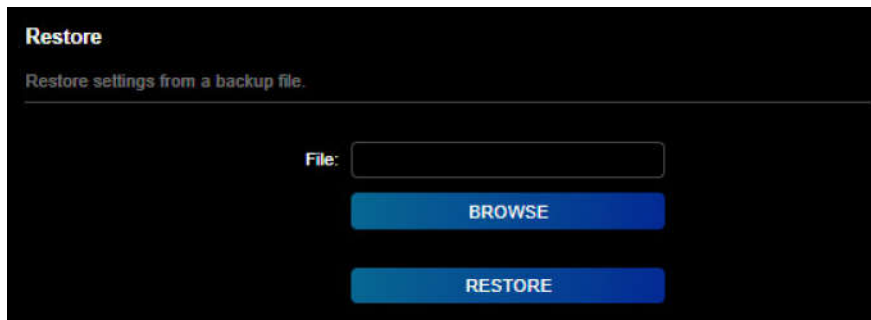 Restore
Restore settings from a backup file.
File:
BROWSE
RESTORE